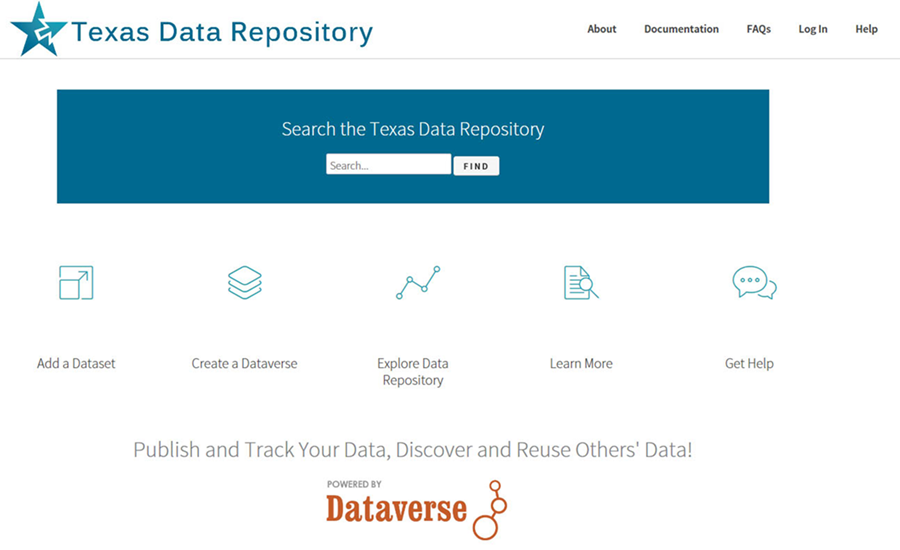 Texas Data Repository
About Documentation FAQs Log In Help
Search the Texas Data Repository
Search... FIND
Add a Dataset
Create a Dataverse
Explore Data
Repository
Learn More
Get Help
Publish and Track Your Data, Discover and Reuse Others' Data!
POWERED BY
Dataverse